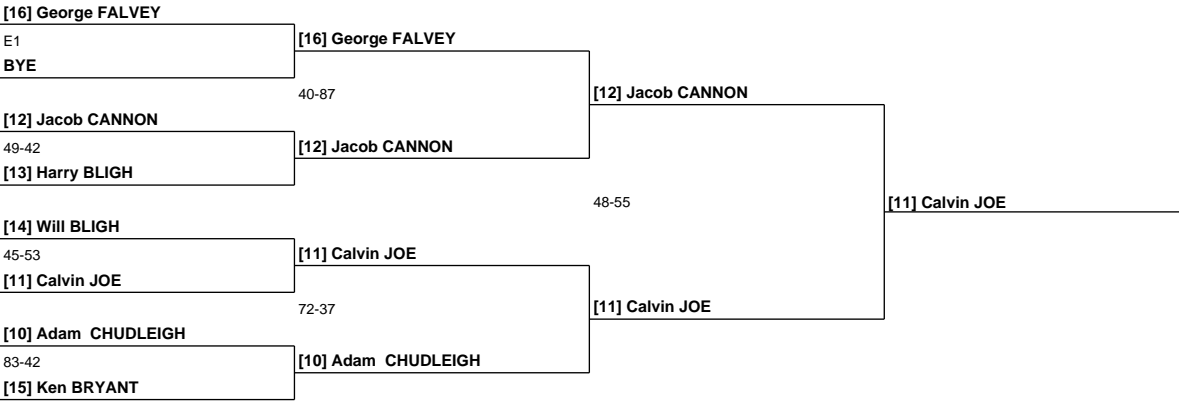 [16] George FALVEY
E1
BYE
[16] George FALVEY
40-87
[12] Jacob CANNON
49-42
[13] Harry BLIGH
[12] Jacob CANNON
[12] Jacob CANNON
48-55
[14] Will BLIGH
45-53
[11] Calvin JOE
[11] Calvin JOE
72-37
[10] Adam  CHUDLEIGH
83-42
[15] Ken BRYANT
[10] Adam  CHUDLEIGH
[11] Calvin JOE
[11] Calvin JOE